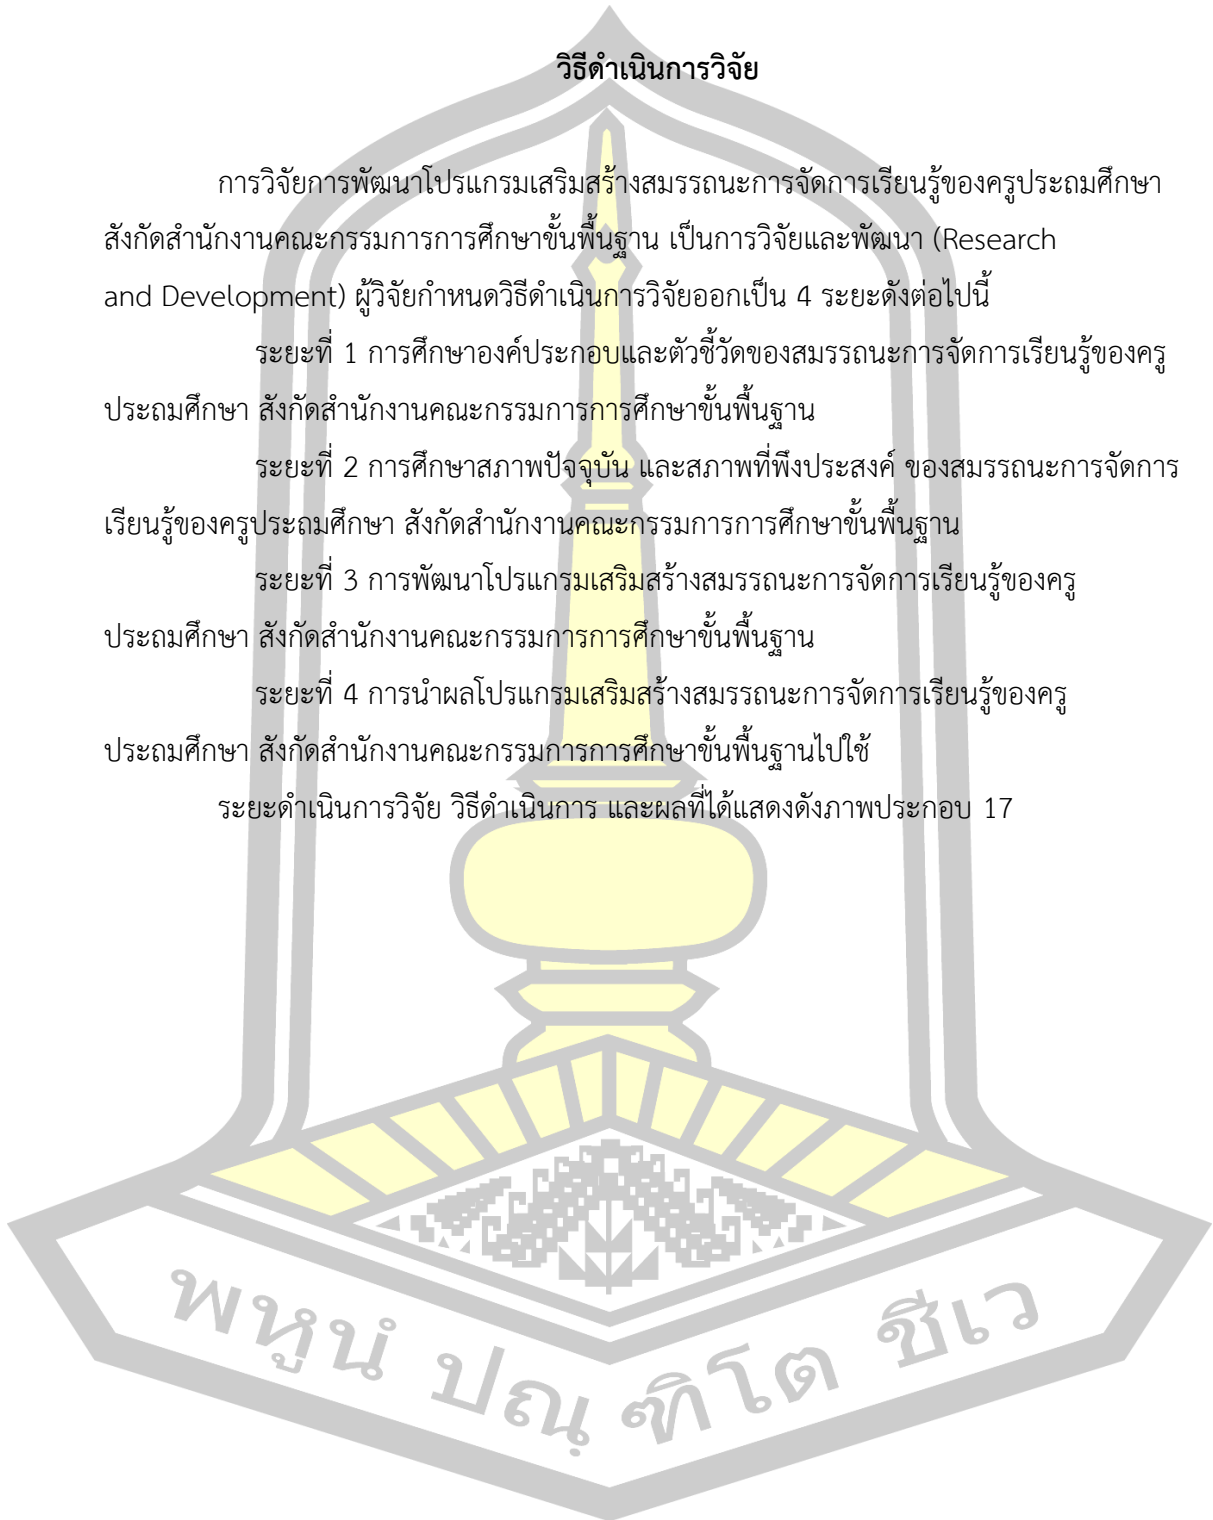 วิธีดำเนินการวิจัย
การวิจัยการพัฒนาโปรแกรมเสริมสร้างสมรรถนะการจัดการเรียนรู้ของครูประถมศึกษา
สังกัดสำนักงานคณะกรรมการการศึกษาขั้นพื้นฐาน เป็นการวิจัยและพัฒนา (Research
and Development) ผู้วิจัยกำหนดวิธีดำเนินการวิจัยออกเป็น 4 ระยะดังต่อไปนี้
ระยะที่ 1 การศึกษาองค์ประกอบและตัวชี้วัดของสมรรถนะการจัดการเรียนรู้ของครู
ประถมศึกษา สังกัดสำนักงานคณะกรรมการการศึกษาขั้นพื้นฐาน
ระยะที่ 2 การศึกษาสภาพปัจจุบัน และสภาพที่พึงประสงค์ ของสมรรถนะการจัดการ
เรียนรู้ของครูประถมศึกษา สังกัดสำนักงานคณะกรรมการการศึกษาขั้นพื้นฐาน
ระยะที่ 3 การพัฒนาโปรแกรมเสริมสร้างสมรรถนะการจัดการเรียนรู้ของครู
ประถมศึกษา สังกัดสำนักงานคณะกรรมการการศึกษาขั้นพื้นฐาน
ระยะที่ 4 การนำผลโปรแกรมเสริมสร้างสมรรถนะการจัดการเรียนรู้ของครู
ประถมศึกษา สังกัดสำนักงานคณะกรรมการการศึกษาขั้นพื้นฐานไปใช้
ระยะดำเนินการวิจัย วิธีดำเนินการ และผลที่ได้แสดงดังภาพประกอบ 17
พหูนํ ปณฺ ฑิโต ชีเว